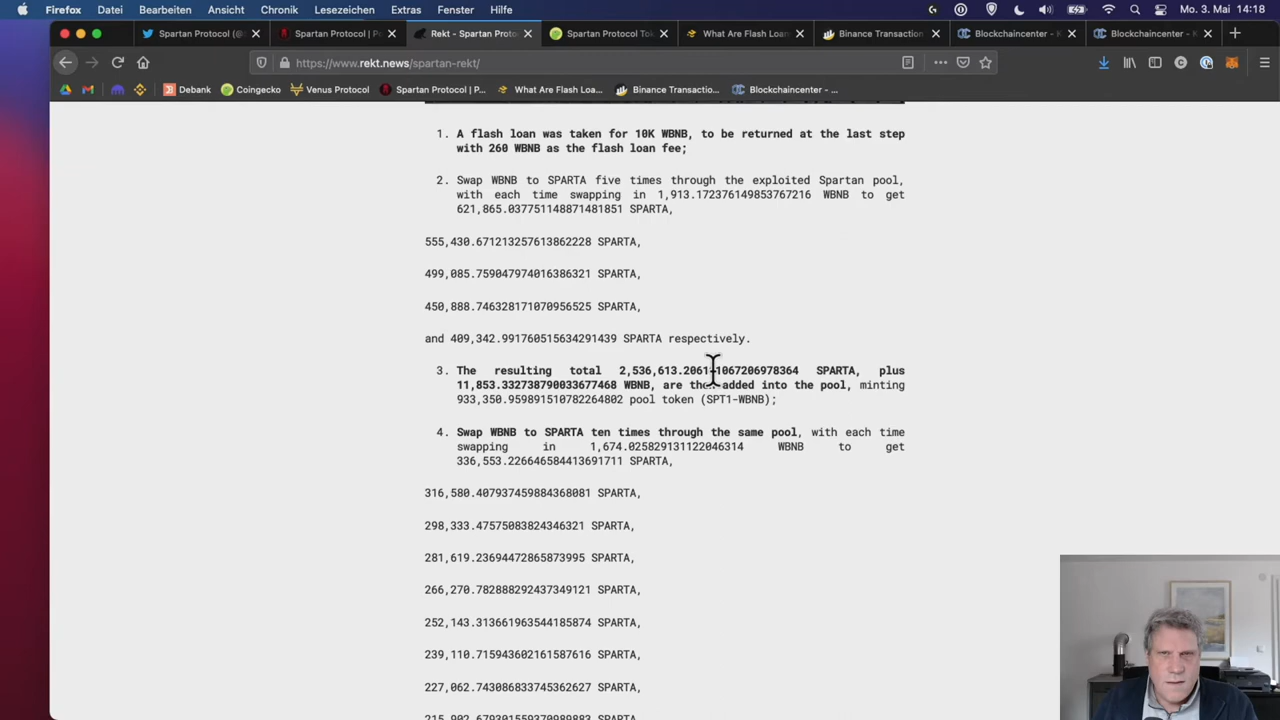 Firefox Datei Bearbeiten Ansicht Chronik Lesezeichen Extras Fenster Hilfe Mo. 3. Mai 14:18
Spartan Protocol (@ Spartan Protocol | P Rekt - Spartan Proto Spartan Protocol Tok What Are Flash Loan Binance Transaction Blockchaincenter - K Blockchaincenter - K
https://www.rekt.news/spartan-rekt/
Debank Coingecko Venus Protocol Spartan Protocol | P... What Are Flash Loa... Binance Transactio... Blockchaincenter - ...
1. A flash loan was taken for 10K WBNB, to be returned at the last step
with 260 WBNB as the flash loan fee;
2. Swap WBNB to SPARTA five times through the exploited Spartan pool,
with each time swapping in 1,913.172376149853767216 WBNB to get
621,865.037751148871481851 SPARTA,
555,430.671213257613862228 SPARTA,
499,085.759047974016386321 SPARTA,
450,888.746328171070956525 SPARTA,
and 409,342.991760515634291439 SPARTA respectively.
3. The resulting total SPARTA, plus
11,853.332738790033677468 WBNB, are then added into the pool, minting
933,350.959891510782264802 pool token (SPT1-WBNB);
4. Swap WBNB to SPARTA ten times through the same pool, with each time
swapping in 1,674.025829131122046314 WBNB to get
336,553.226646584413691711 SPARTA,
316,580.407937459884368081 SPARTA,
298,333.47575083824346321 SPARTA,
281,619.23694472865873995 SPARTA,
266,270.782888292437349121 SPARTA,
252,143.313661963544185874 SPARTA,
239,110.715943602161587616 SPARTA,
227,062.743086833745362627 SPARTA,
215,902.679301559370989883 SPARTA